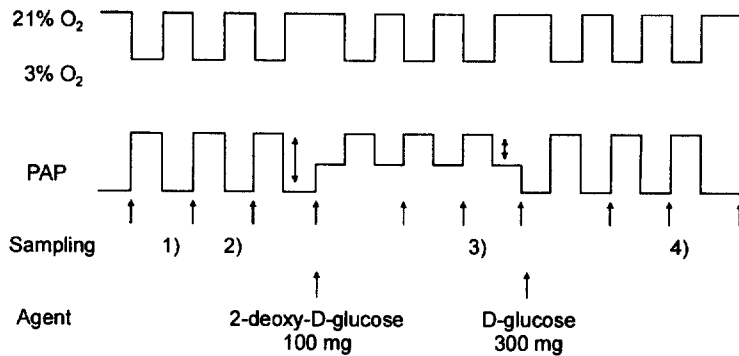 21% O₂
3% O₂
PAP
Sampling 1) 2) 3) 4)
Agent 2-deoxy-D-glucose D-glucose
100 mg 300 mg